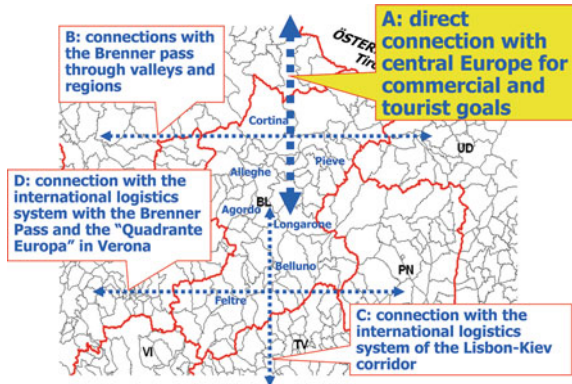 B: connections with
the Brenner pass
through valleys and
regions
A: direct
connection with
central Europe for
commercial and
tourist goals
ÖSTER
Tiro
Cortina
UD
Pieve
Alleghe
D: connection with the
international logistics
system with the Brenner
Pass and the “Quadrante
Europa” in Verona
BL
Agordo
Longarone
Belluno
PN
Feltre
C: connection with the
international logistics
system of the Lisbon-Kiev
corridor
VI
TV